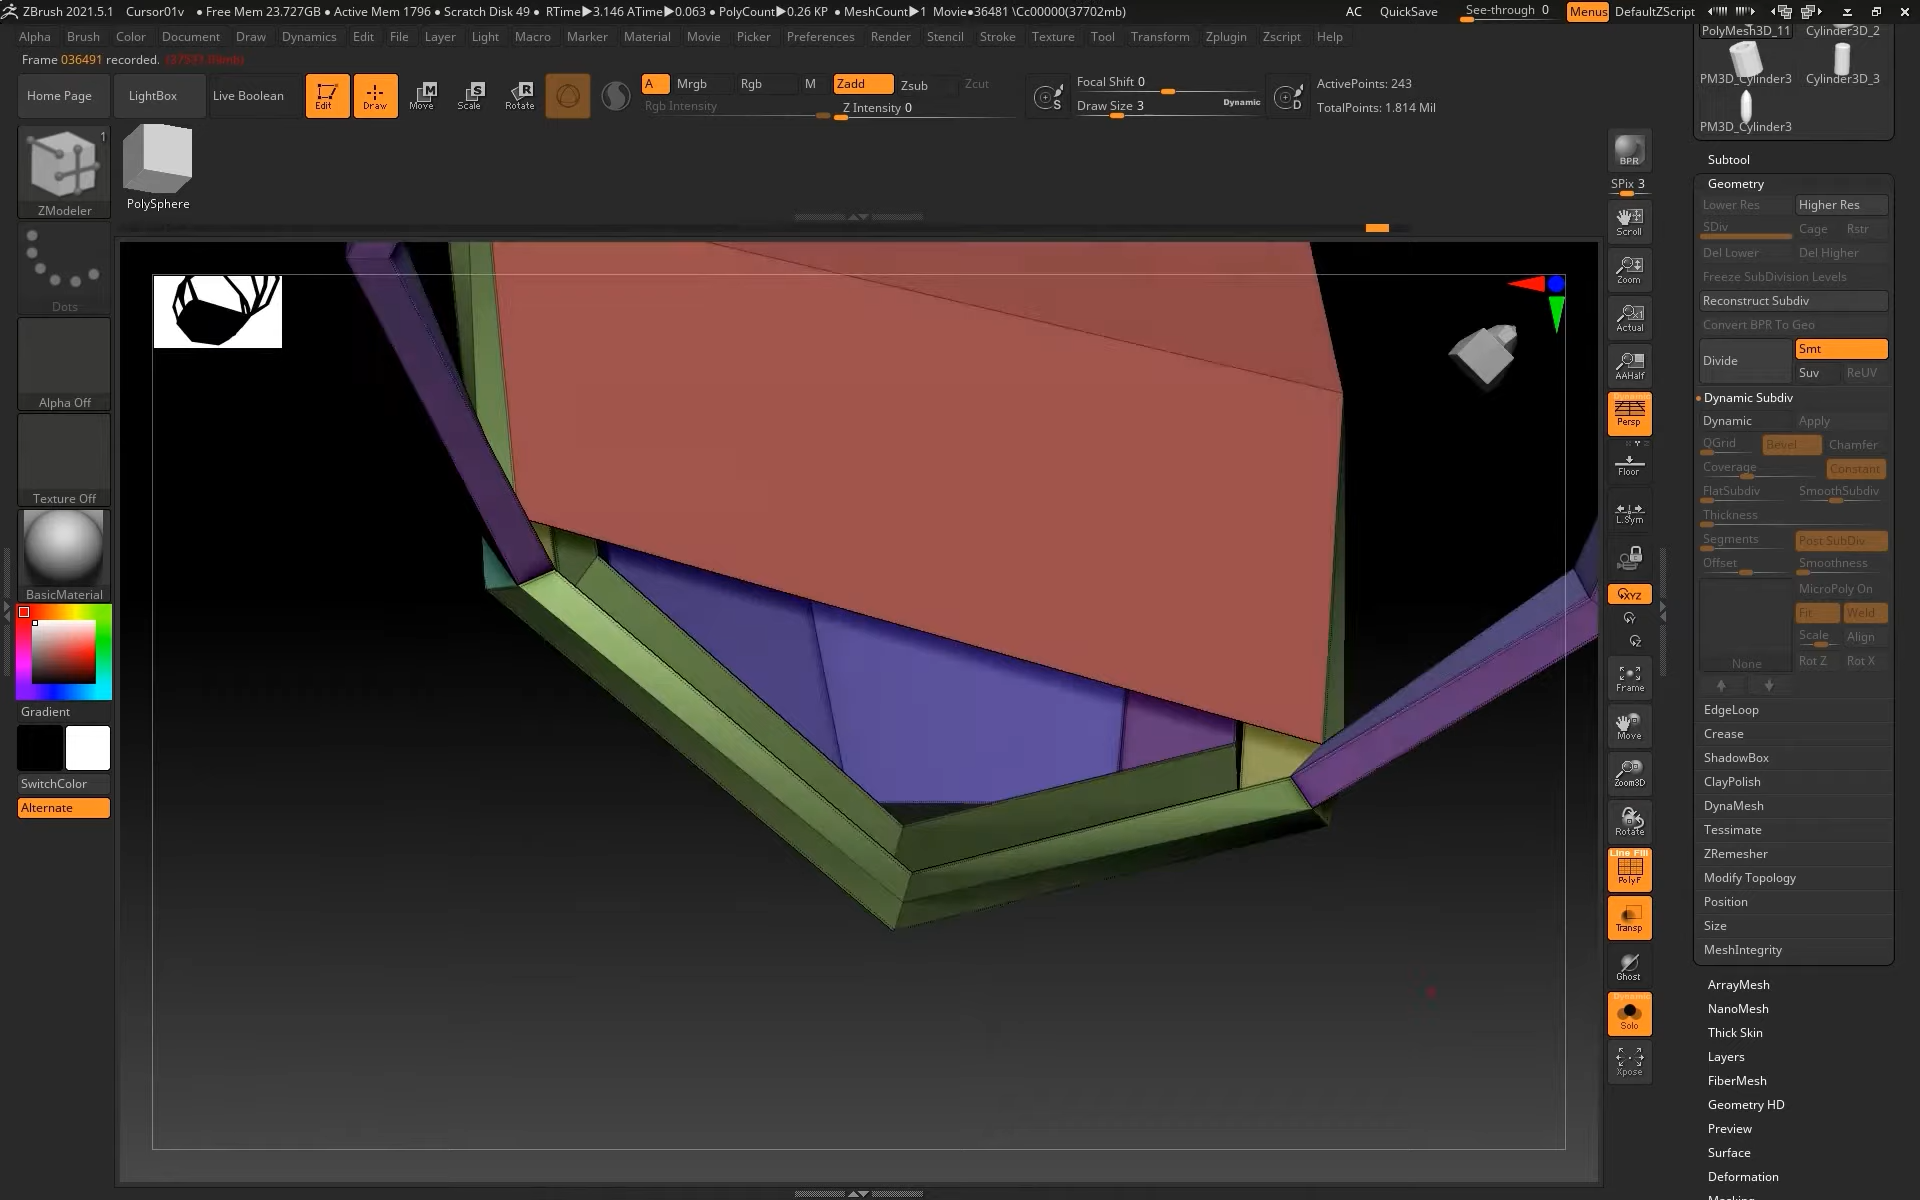 ZBrush 2021.5.1 Cursor01v • Free Mem 23.727GB • Active Mem 1796 • Scratch Disk 49 • RTime▶3.146 ATime▶0.063 • PolyCount▶0.26 KP • MeshCount▶1 Movie●36481 \Cc00000(37702mb) AC QuickSave See-through 0 Menus DefaultZScript
Alpha Brush Color Document Draw Dynamics Edit File Layer Light Macro Marker Material Movie Picker Preferences Render Stencil Stroke Texture Tool Transform Zplugin Zscript Help
Frame 036491 recorded.
Home Page LightBox Live Boolean Edit Draw Move Scale Rotate
A Mrgb Rgb M Zadd Zsub Zcut
Rgb Intensity Z Intensity 0
Focal Shift 0
Draw Size 3 Dynamic
ActivePoints: 243
TotalPoints: 1.814 Mil
1
ZModeler
PolySphere
Dots
Alpha Off
Texture Off
BasicMaterial
Gradient
SwitchColor
Alternate
BPR
SPix 3
Scroll
Zoom
Actual
AAHalf
Dynamic
Persp
Floor
L.Sym
XYZ
Y
Z
Frame
Move
Zoom3D
Rotate
Line Fill
PolyF
Transp
Ghost
Dynamic
Solo
Xpose
PolyMesh3D_11 Cylinder3D_2
PM3D_Cylinder3 Cylinder3D_3
PM3D_Cylinder3
Subtool
Geometry
Lower Res Higher Res
SDiv Cage Rstr
Del Lower Del Higher
Freeze SubDivision Levels
Reconstruct Subdiv
Convert BPR To Geo
Divide Smt
Suv ReUV
Dynamic Subdiv
Dynamic Apply
QGrid Bevel Chamfer
Coverage Constant
FlatSubdiv SmoothSubdiv
Thickness
Segments Post SubDiv
Offset Smoothness
MicroPoly On
Fit Weld
Scale Align
None Rot Z Rot X
EdgeLoop
Crease
ShadowBox
ClayPolish
DynaMesh
Tessimate
ZRemesher
Modify Topology
Position
Size
MeshIntegrity
ArrayMesh
NanoMesh
Thick Skin
Layers
FiberMesh
Geometry HD
Preview
Surface
Deformation